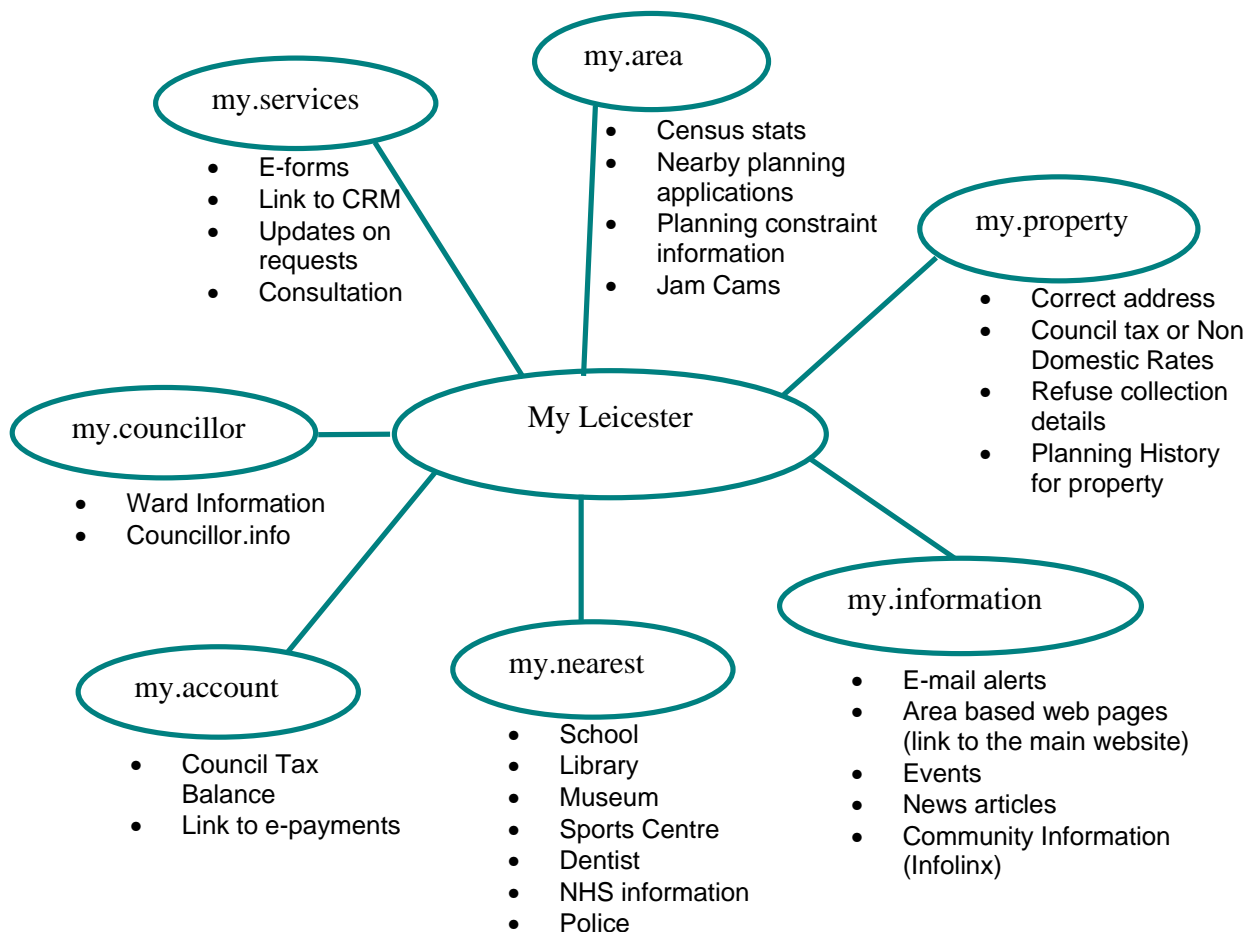 my.area
my.services
• Census stats
• Nearby planning
applications
• Planning constraint
information
• Jam Cams
• E-forms
• Link to CRM
• Updates on
requests
• Consultation
my.property
• Correct address
• Council tax or Non
Domestic Rates
• Refuse collection
details
• Planning History
for property
My Leicester
my.councillor
• Ward Information
• Councillor.info
my.information
• E-mail alerts
• Area based web pages
(link to the main website)
• Events
• News articles
• Community Information
(Infolinx)
my.nearest
• School
• Library
• Museum
• Sports Centre
• Dentist
• NHS information
• Police
my.account
• Council Tax
Balance
• Link to e-payments